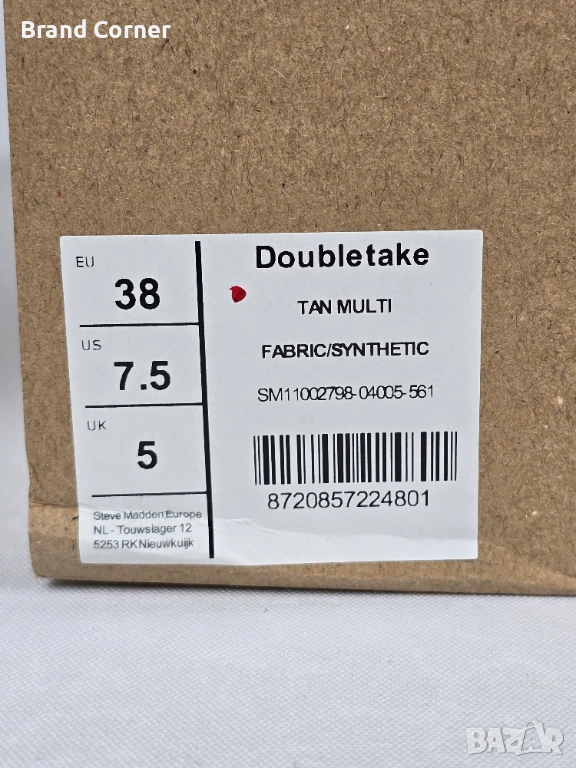 Brand Corner
EU
38
US
7.5
UK
5
Steve Madden Europe
NL - Touwslager 12
5253 RK Nieuwkuijk
Doubletake
TAN MULTI
FABRIC/SYNTHETIC
SM11002798-04005-561
8720857224801
BAZAR